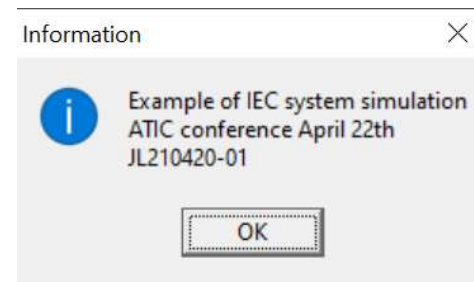 Information
Example of IEC system simulation
ATIC conference April 22th
JL210420-01
OK